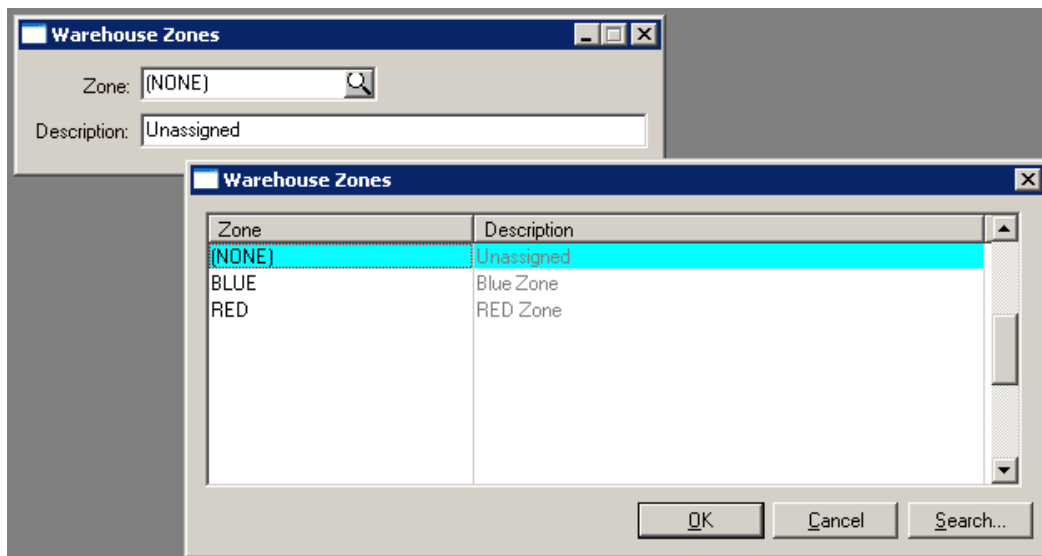 Warehouse Zones
Zone: (NONE)
Description: Unassigned
Warehouse Zones
Zone Description
(NONE) Unassigned
BLUE Blue Zone
RED RED Zone
OK Cancel Search...